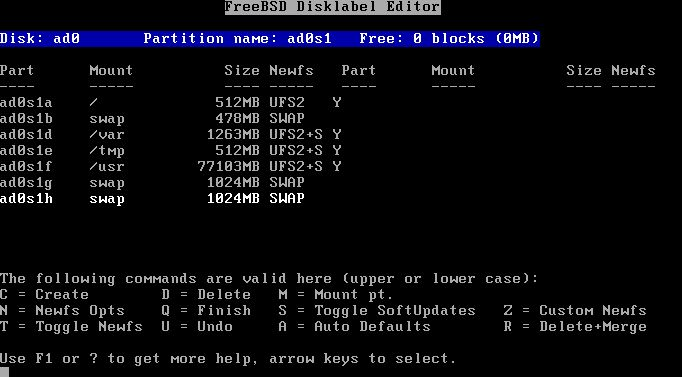 FreeBSD Disklabel Editor
Disk: ad0 Partition name: ad0s1 Free: 0 blocks (0MB)
Part Mount Size Newfs Part Mount Size Newfs
---- ----- ---- ----- ---- ----- ---- -----
ad0s1a / 512MB UFS2 Y
ad0s1b swap 478MB SWAP
ad0s1d /var 1263MB UFS2+S Y
ad0s1e /tmp 512MB UFS2+S Y
ad0s1f /usr 77103MB UFS2+S Y
ad0s1g swap 1024MB SWAP
ad0s1h swap 1024MB SWAP
The following commands are valid here (upper or lower case):
C = Create D = Delete M = Mount pt.
N = Newfs Opts Q = Finish S = Toggle SoftUpdates Z = Custom Newfs
T = Toggle Newfs U = Undo A = Auto Defaults R = Delete+Merge
Use F1 or ? to get more help, arrow keys to select.